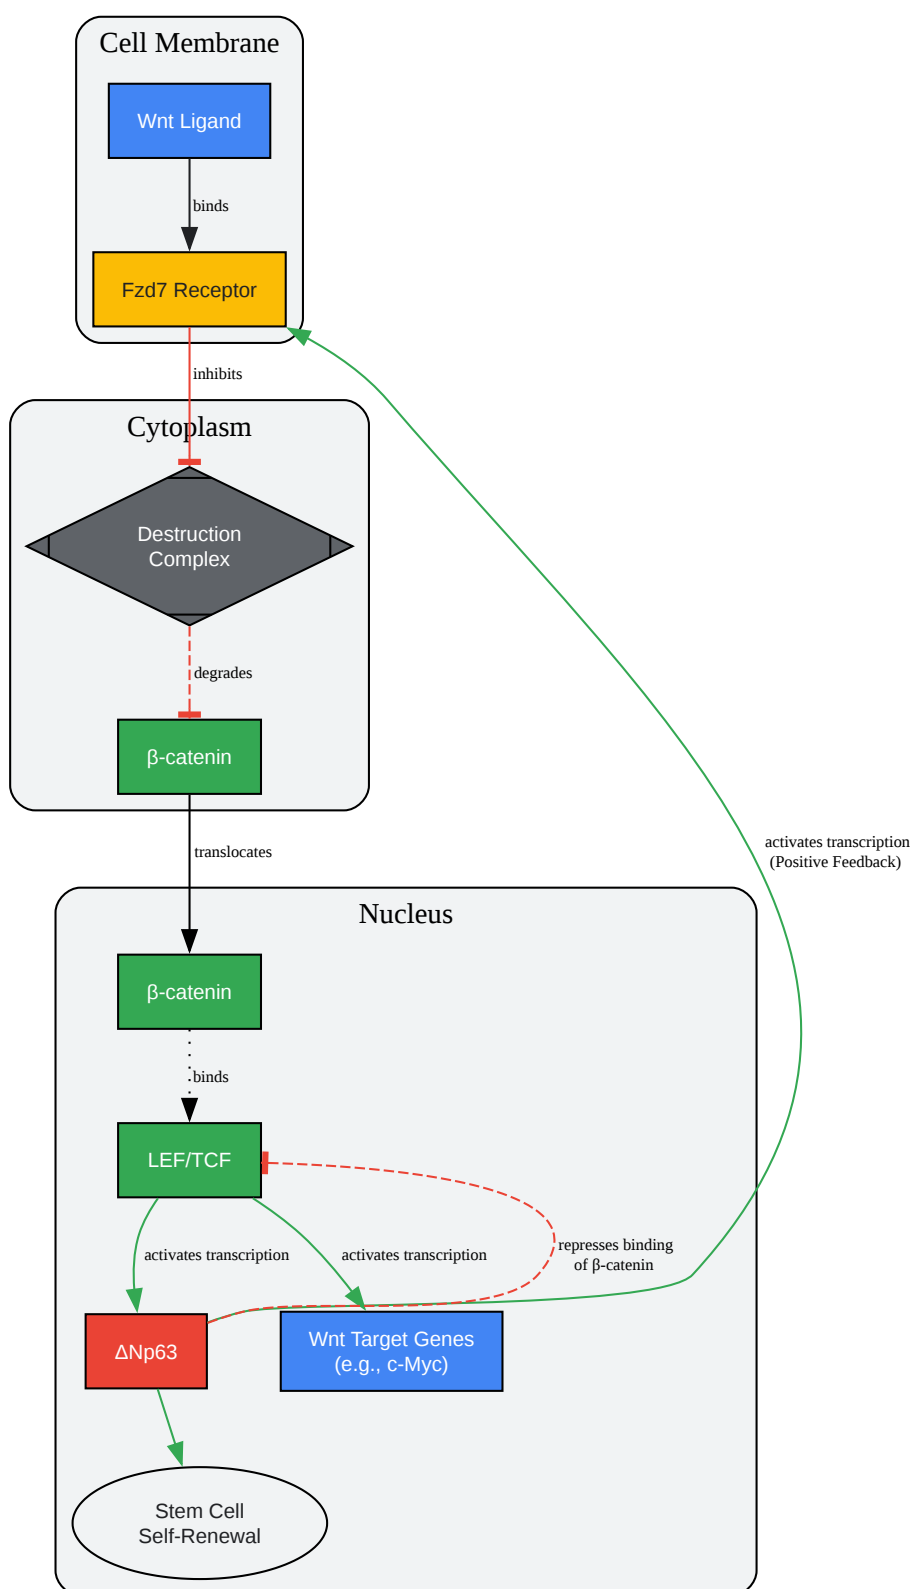 Cell Membrane
Wnt Ligand
binds
Fzd7 Receptor
inhibits
Cytoplasm
Destruction
Complex
degrades
β-catenin
translocates
activates transcription
(Positive Feedback)
Nucleus
β-catenin
binds
LEF/TCF
activates transcription
activates transcription
represses binding
of β-catenin
ΔNp63
Wnt Target Genes
(e.g., c-Myc)
Stem Cell
Self-Renewal